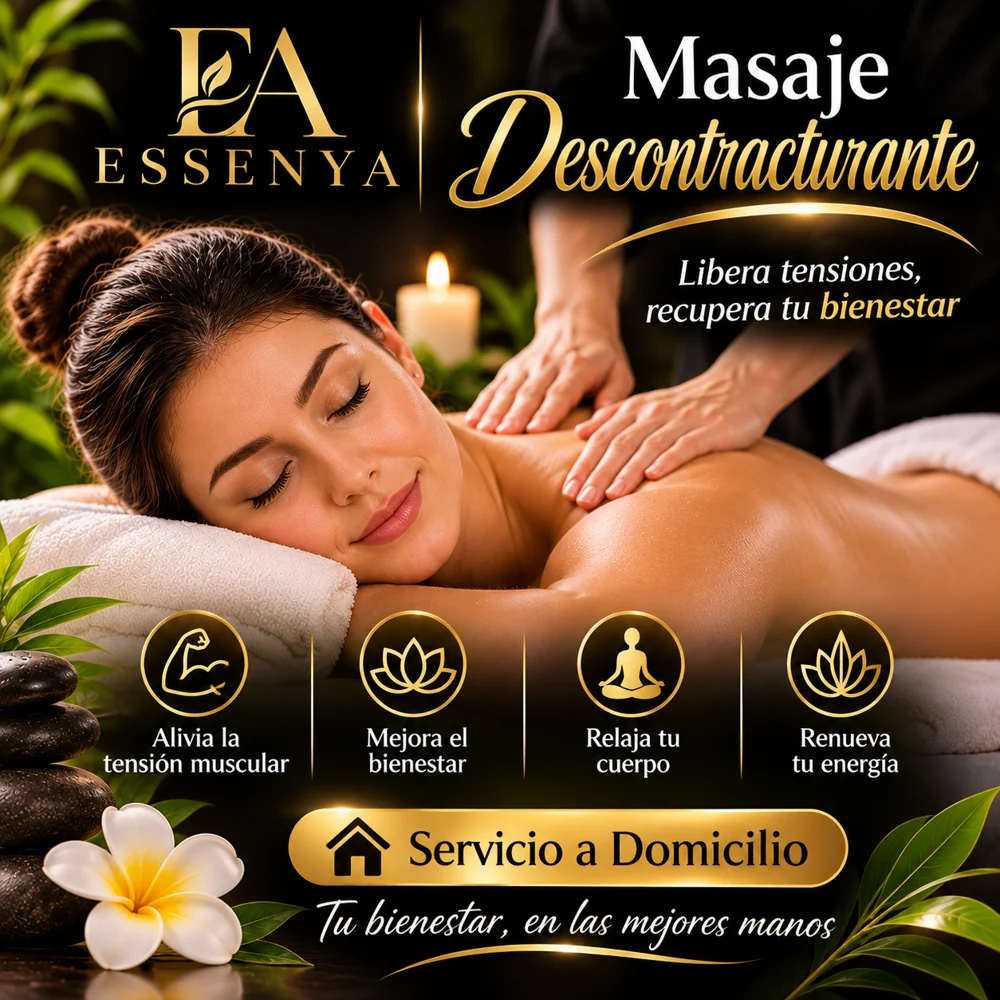 EA
ESSENYA
Masaje
Descontracturante
Libera tensiones,
recupera tu bienestar
Alivia la
tensión muscular
Mejora el
bienestar
Relaja tu
cuerpo
Renueva
tu energía
Servicio a Domicilio
Tu bienestar, en las mejores manos